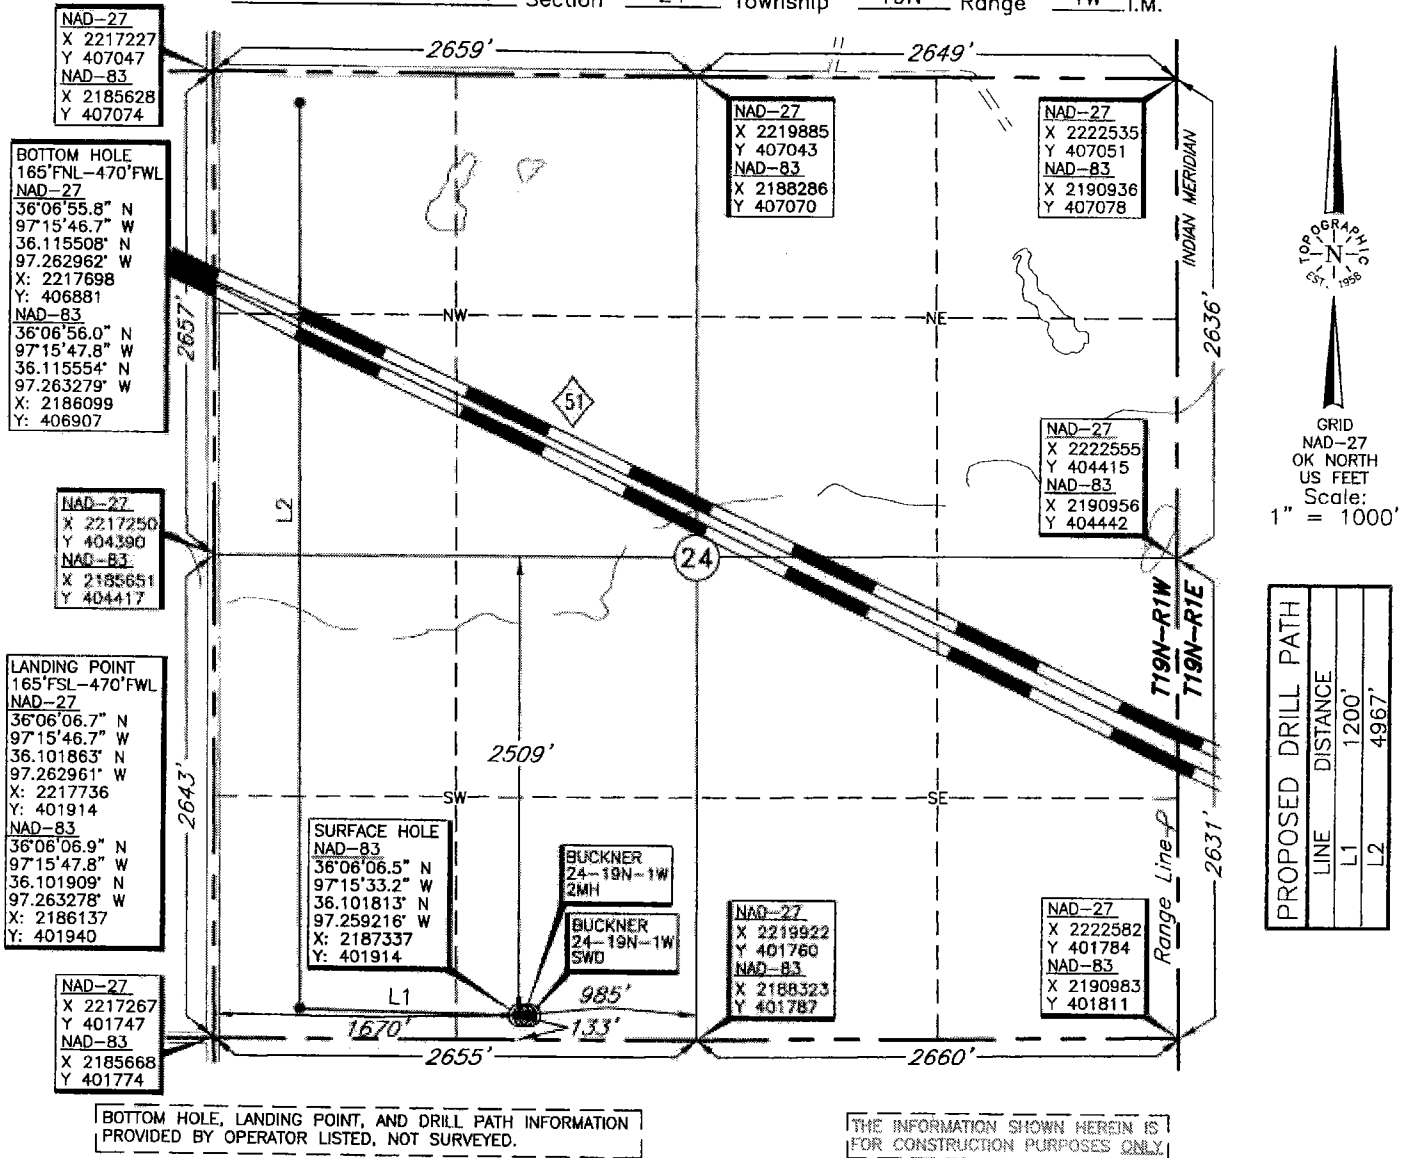 Section 24 Township 19N Range 1W I.M.
NAD-27
X 2217227
Y 407047
NAD-83
X 2185628
Y 407074
2659'
2649'
NAD-27
X 2219885
Y 407043
NAD-83
X 2188286
Y 407070
NAD-27
X 2222535
Y 407051
NAD-83
X 2190936
Y 407078
INDIAN MERIDIAN
BOTTOM HOLE
165'FNL-470'FWL
NAD-27
36°06'55.8" N
97°15'46.7" W
36.115508° N
97.262962° W
X: 2217698
Y: 406881
NAD-83
36°06'56.0" N
97°15'47.8" W
36.115554° N
97.263279° W
X: 2186099
Y: 406907
2657'
NW
NE
2636'
51
TOPOGRAPHIC
N
EST. 1958
GRID
NAD-27
OK NORTH
US FEET
Scale:
1" = 1000'
NAD-27
X 2222555
Y 404415
NAD-83
X 2190956
Y 404442
L2
NAD-27
X 2217250
Y 404390
NAD-83
X 2185651
Y 404417
24
T19N-R1W
T19N-R1E
PROPOSED DRILL PATH
LINE DISTANCE
L1 1200'
L2 4967'
LANDING POINT
165'FSL-470'FWL
NAD-27
36°06'06.7" N
97°15'46.7" W
36.101863° N
97.262961° W
X: 2217736
Y: 401914
NAD-83
36°06'06.9" N
97°15'47.8" W
36.101909° N
97.263278° W
X: 2186137
Y: 401940
2643'
2509'
SW
SE
2631'
Range Line
SURFACE HOLE
NAD-83
36°06'06.5" N
97°15'33.2" W
36.101813° N
97.259216° W
X: 2187337
Y: 401914
BUCKNER
24-19N-1W
2MH
BUCKNER
24-19N-1W
SWD
NAD-27
X 2219922
Y 401760
NAD-83
X 2188323
Y 401787
NAD-27
X 2222582
Y 401784
NAD-83
X 2190983
Y 401811
NAD-27
X 2217267
Y 401747
NAD-83
X 2185668
Y 401774
L1
985'
1670'
133'
2655'
2660'
BOTTOM HOLE, LANDING POINT, AND DRILL PATH INFORMATION
PROVIDED BY OPERATOR LISTED, NOT SURVEYED.
THE INFORMATION SHOWN HEREIN IS
FOR CONSTRUCTION PURPOSES ONLY